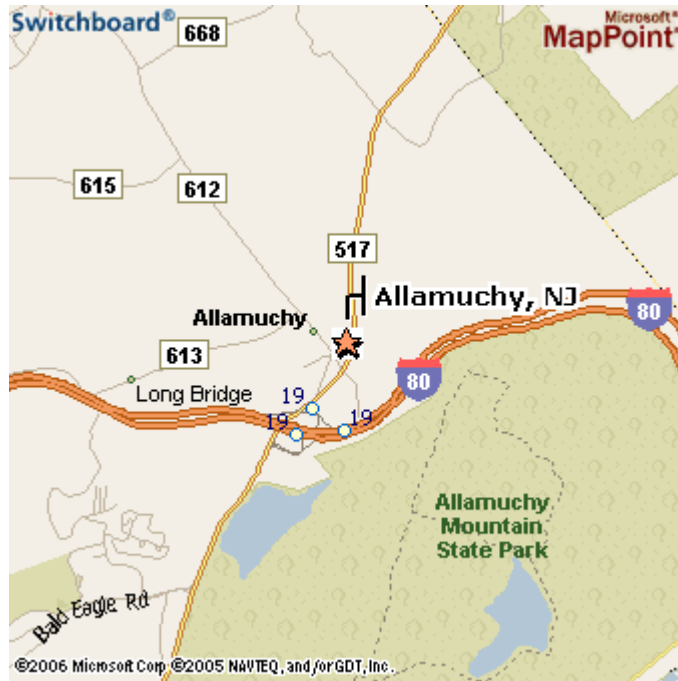 Switchboard®
668
Microsoft®
MapPoint®
615
612
517
Allamuchy, NJ
80
Allamuchy
613
80
Long Bridge
19
19
19
Allamuchy
Mountain
State Park
Bald Eagle Rd
©2006 Microsoft Corp ©2005 NAVTEQ, and/or GDT, Inc.